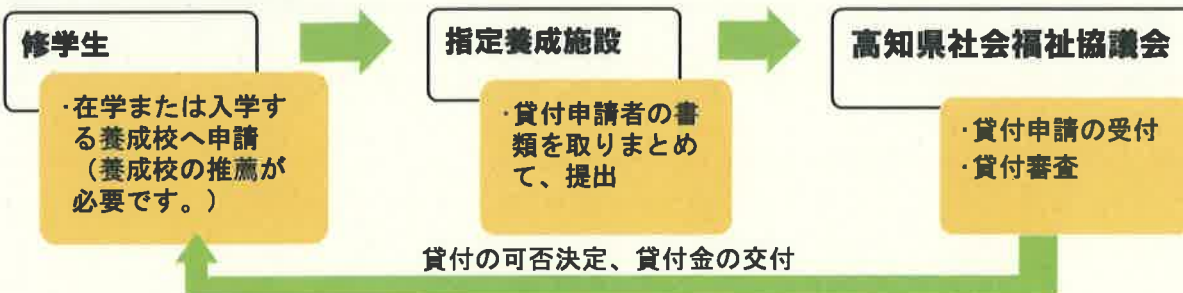 修学生
指定養成施設
高知県社会福祉協議会
・在学または入学す
る養成校へ申請
（養成校の推薦が
必要です。）
・貸付申請者の書
類を取りまとめ
て、提出
・貸付申請の受付
・貸付審査
貸付の可否決定、貸付金の交付